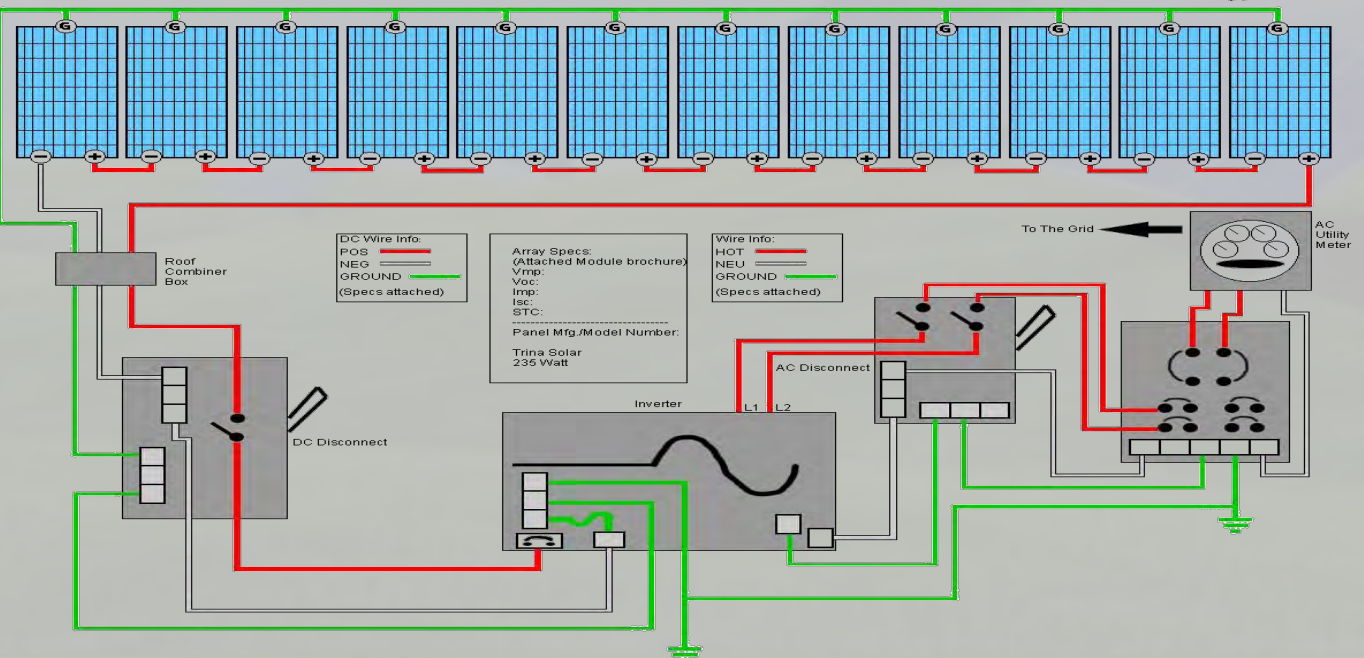 G G G G G G G G G G G G
− + − + − + − + − + − + − + − + − + − + − + − +
To The Grid
AC
Utility
Meter
Roof
Combiner
Box
DC Wire Info:
POS
NEG
GROUND
(Specs attached)
Array Specs:
(Attached Module brochure)
Vmp:
Voc:
Imp:
Isc:
STC:
------------------------------
Panel Mfg./Model Number:
Trina Solar
235 Watt
Wire Info:
HOT
NEU
GROUND
(Specs attached)
AC Disconnect
Inverter
L1 L2
DC Disconnect